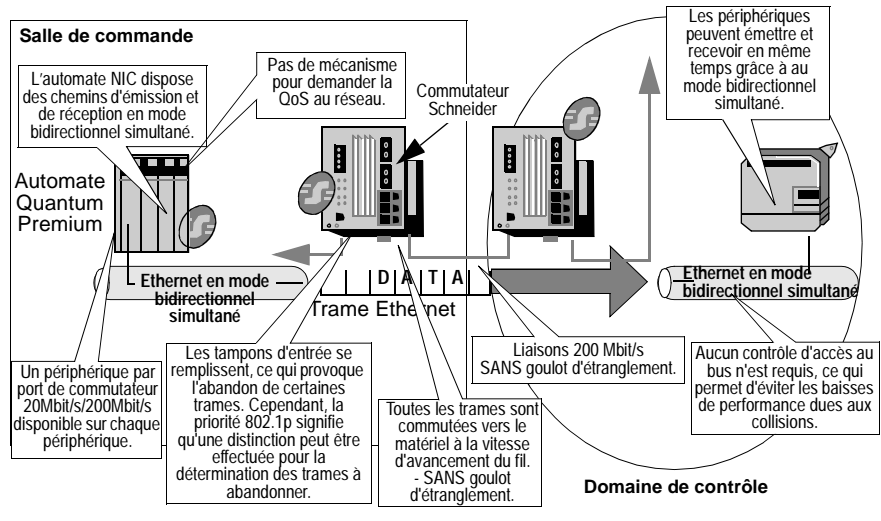 Salle de commande
L'automate NIC dispose
des chemins d'émission et
de réception en mode
bidirectionnel simultané.
Pas de mécanisme
pour demander la
QoS au réseau.
Commutateur
Schneider
Les périphériques
peuvent émettre et
recevoir en même
temps grâce à au
mode bidirectionnel
simultané.
Automate
Quantum
Premium
Ethernet en mode
bidirectionnel
simultané
D A T A
Trame Ethernet
Ethernet en mode
bidirectionnel simultané
Un périphérique par
port de commutateur
20Mbit/s/200Mbit/s
disponible sur chaque
périphérique.
Les tampons d'entrée se
remplissent, ce qui provoque
l'abandon de certaines
trames. Cependant, la
priorité 802.1p signifie
qu'une distinction peut être
effectuée pour la
détermination des trames à
abandonner.
Toutes les trames sont
commutées vers le
matériel à la vitesse
d'avancement du fil.
- SANS goulot
d'étranglement.
Liaisons 200 Mbit/s
SANS goulot d'étranglement.
Aucun contrôle d'accès au
bus n'est requis, ce qui
permet d'éviter les baisses
de performance dues aux
collisions.
Domaine de contrôle